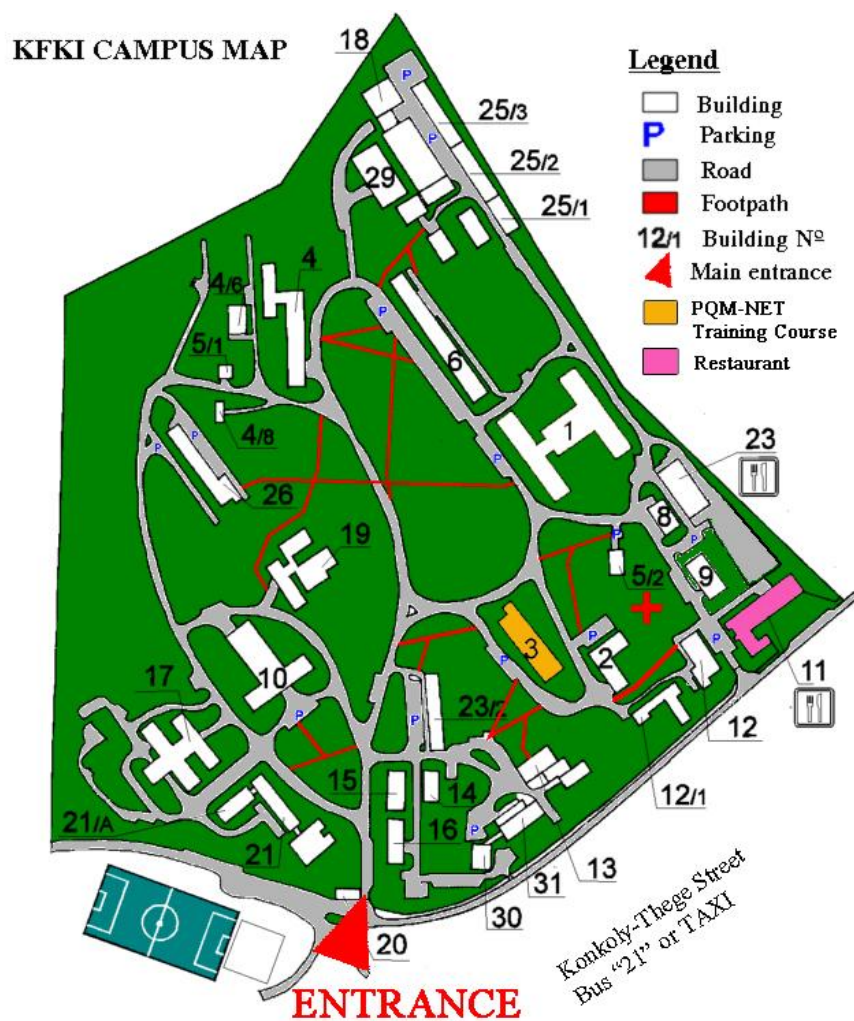 KFKI CAMPUS MAP
Legend
Building
P Parking
Road
Footpath
12/1 Building Nº
Main entrance
PQM-NET
Training Course
Restaurant
18
P
25/3
P
25/2
29
25/1
4
4/6
P
5/1
6
4/8
P
P
26
P
1
23
8
P
P
19
5/2
9
3
2
P
P
P
11
10
17
12
23/2
P
P
12/1
15
14
16
P
21/A
21
31
13
30
20
Konkoly-Thege Street
Bus "21" or TAXI
ENTRANCE